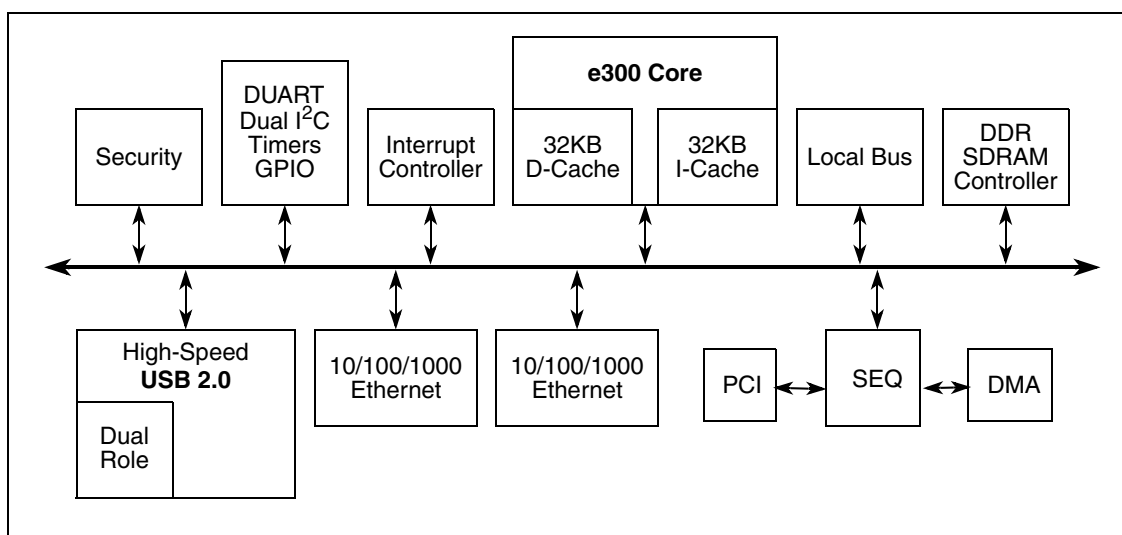 e300 Core
Security
DUART
Dual I²C
Timers
GPIO
Interrupt
Controller
32KB
D-Cache
32KB
I-Cache
Local Bus
DDR
SDRAM
Controller
High-Speed
USB 2.0
Dual
Role
10/100/1000
Ethernet
10/100/1000
Ethernet
PCI
SEQ
DMA